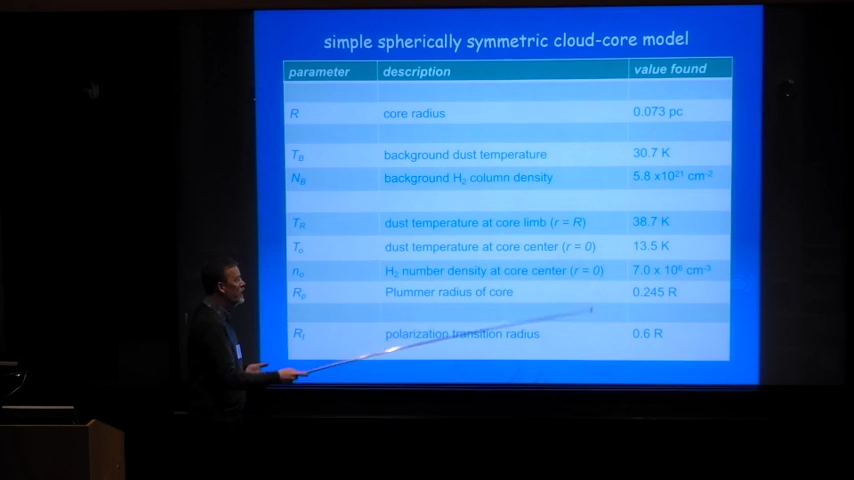 simple spherically symmetric cloud-core model
parameter description value found
R core radius 0.073 pc
T_B background dust temperature 30.7 K
N_B background H₂ column density 5.8 x10²¹ cm⁻²
T_R dust temperature at core limb (r = R) 38.7 K
T_o dust temperature at core center (r = 0) 13.5 K
n_o H₂ number density at core center (r = 0) 7.0 x 10⁶ cm⁻³
R_p Plummer radius of core 0.245 R
R_t polarization transition radius 0.6 R